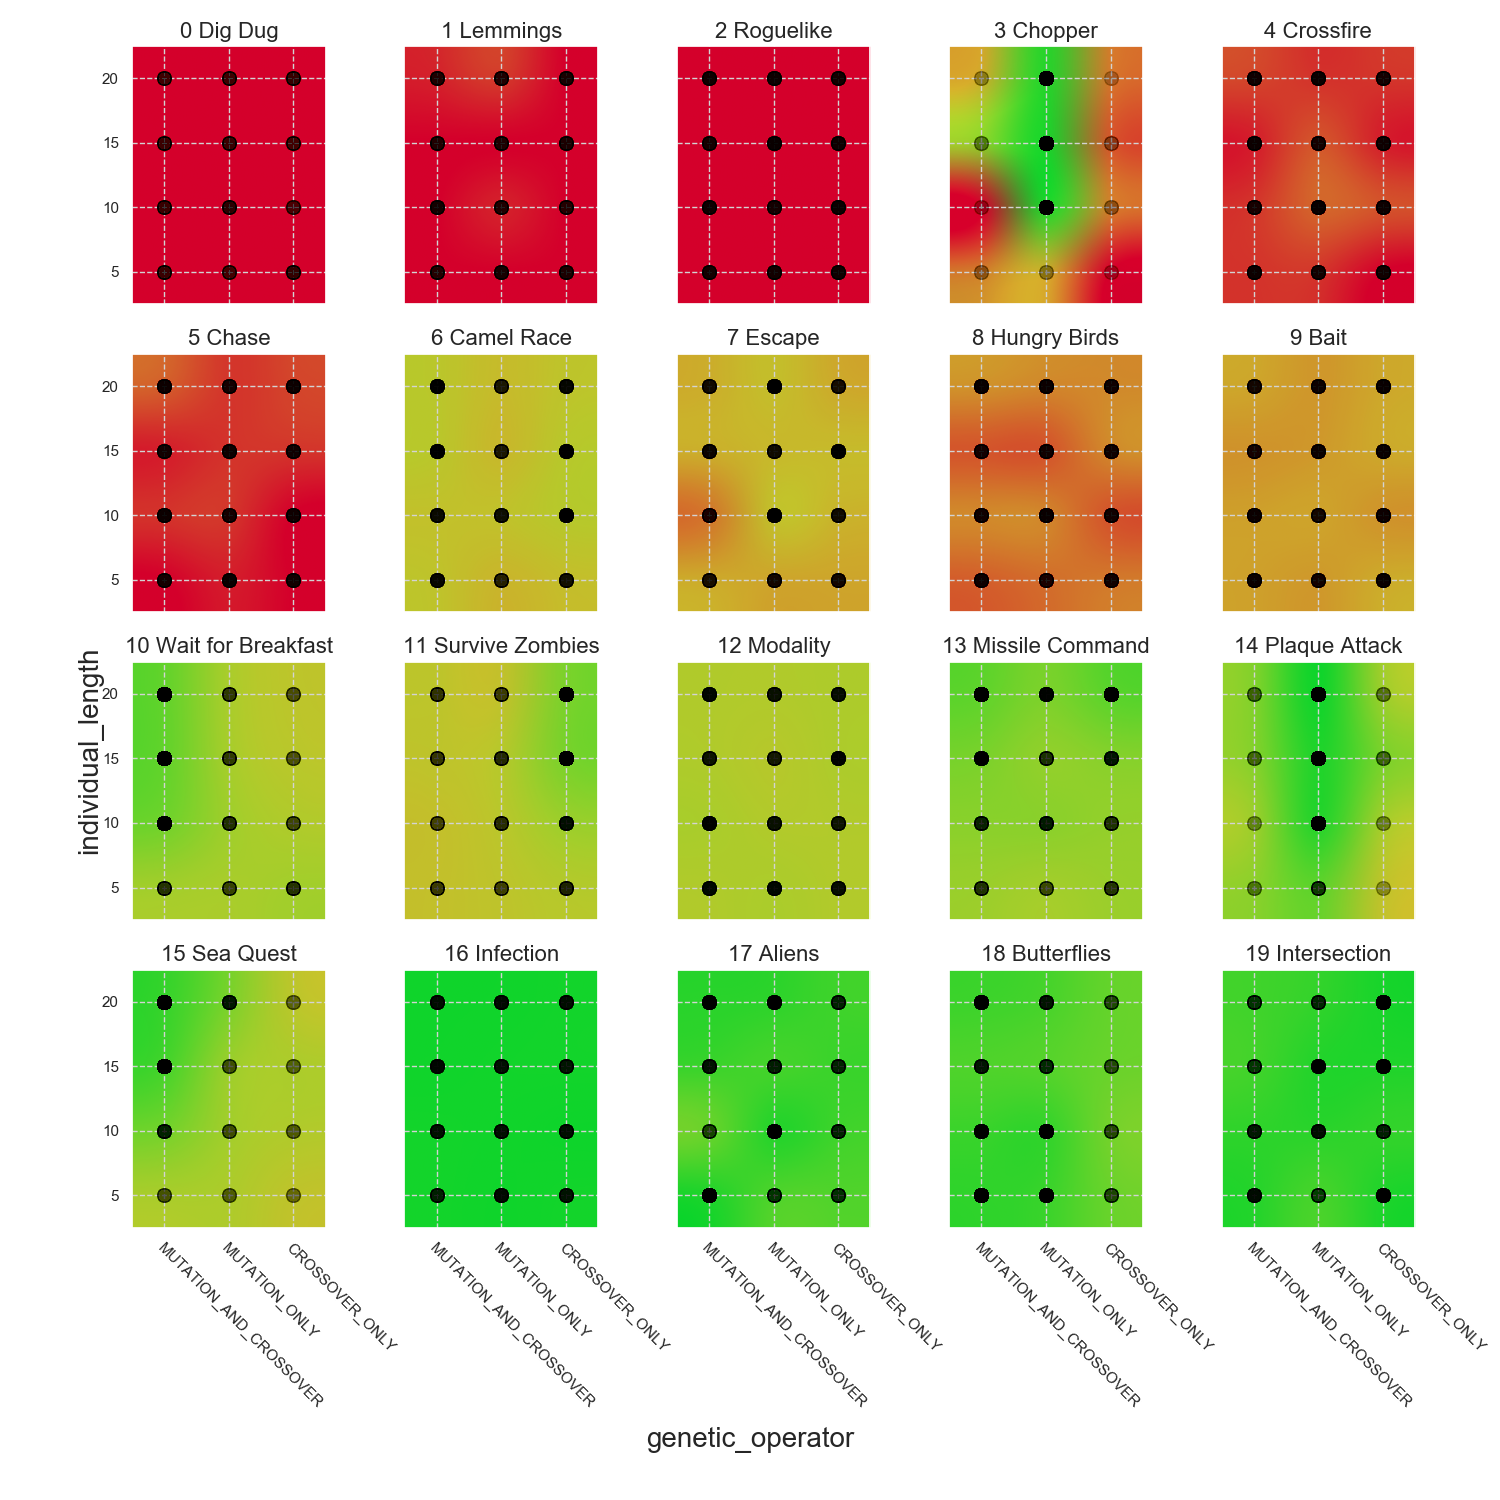 0 Dig Dug
1 Lemmings
2 Roguelike
3 Chopper
4 Crossfire
20
15
10
5
5 Chase
6 Camel Race
7 Escape
8 Hungry Birds
9 Bait
20
15
10
5
individual_length
10 Wait for Breakfast
11 Survive Zombies
12 Modality
13 Missile Command
14 Plaque Attack
20
15
10
5
15 Sea Quest
16 Infection
17 Aliens
18 Butterflies
19 Intersection
20
15
10
5
MUTATION_AND_CROSSOVER
MUTATION_ONLY
CROSSOVER_ONLY
MUTATION_AND_CROSSOVER
MUTATION_ONLY
CROSSOVER_ONLY
MUTATION_AND_CROSSOVER
MUTATION_ONLY
CROSSOVER_ONLY
MUTATION_AND_CROSSOVER
MUTATION_ONLY
CROSSOVER_ONLY
MUTATION_AND_CROSSOVER
MUTATION_ONLY
CROSSOVER_ONLY
genetic_operator